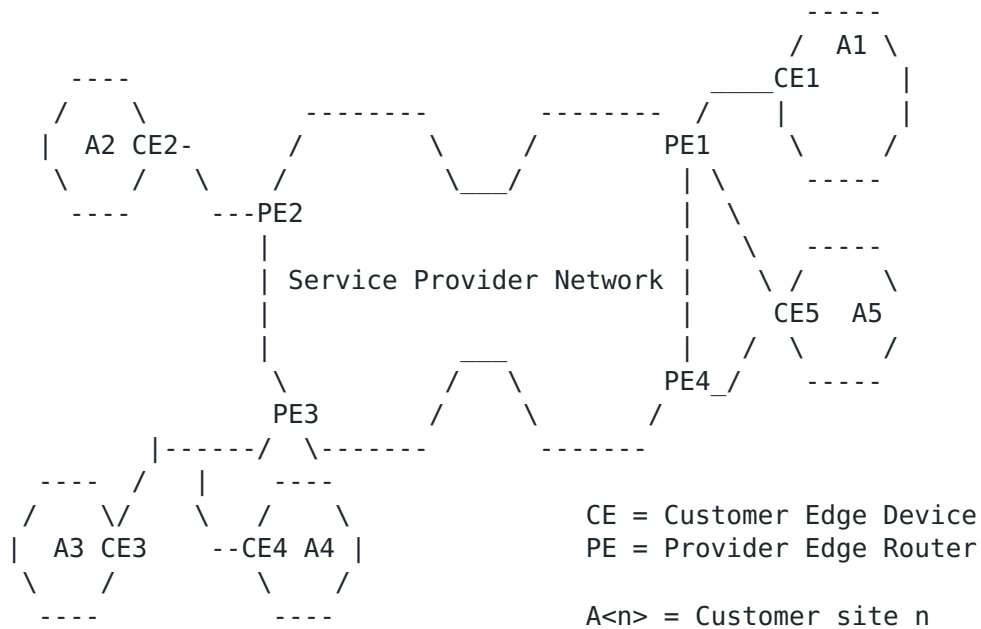 A1
CE1
A2 CE2
PE1
PE2
Service Provider Network
CE5 A5
PE4
PE3
CE = Customer Edge Device
A3 CE3 CE4 A4 PE = Provider Edge Router
A<n> = Customer site n